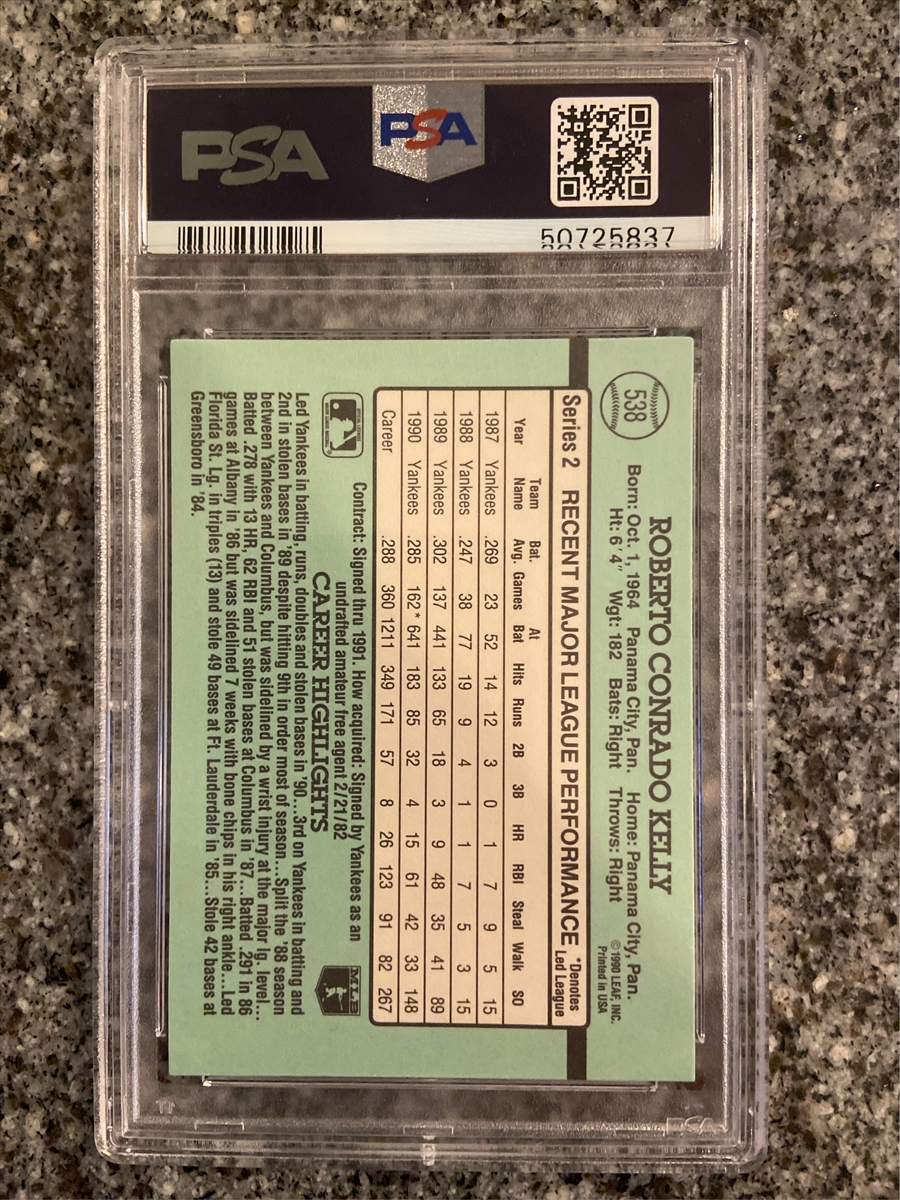 PSA
PSA
50725837
538
ROBERTO CONRADO KELLY
Born: Oct. 1, 1964 Panama City, Pan. Home: Panama City, Pan.
Ht: 6' 4" Wgt: 182 Bats: Right Throws: Right
© 1990 LEAF, INC.
Printed in USA
Series 2 RECENT MAJOR LEAGUE PERFORMANCE *Denotes Led League
Year Team Name Bat. Avg. Games At Bat Hits Runs 2B 3B HR RBI Steal Walk SO
1987 Yankees .269 23 52 14 12 3 0 1 7 9 5 15
1988 Yankees .247 38 77 19 9 4 1 1 7 5 3 15
1989 Yankees .302 137 441 133 65 18 3 9 48 35 41 89
1990 Yankees .285 162* 641 183 85 32 4 15 61 42 33 148
Career .288 360 1211 349 171 57 8 26 123 91 82 267
Contract: Signed thru 1991. How acquired: Signed by Yankees as an
undrafted amateur free agent 2/21/82
CAREER HIGHLIGHTS
MLB
Led Yankees in batting, runs, doubles and stolen bases in '90...3rd on Yankees in batting and
2nd in stolen bases in '89 despite hitting 9th in order most of season...Split the '88 season
between Yankees and Columbus, but was sidelined by a wrist injury at the major lg. level...
Batted .278 with 13 HR, 62 RBI and 51 stolen bases at Columbus in '87...Batted .291 in 86
games at Albany in '86 but was sidelined 7 weeks with bone chips in his right ankle....Led
Florida St. Lg. in triples (13) and stole 49 bases at Ft. Lauderdale in '85....Stole 42 bases at
Greensboro in '84.
PSA